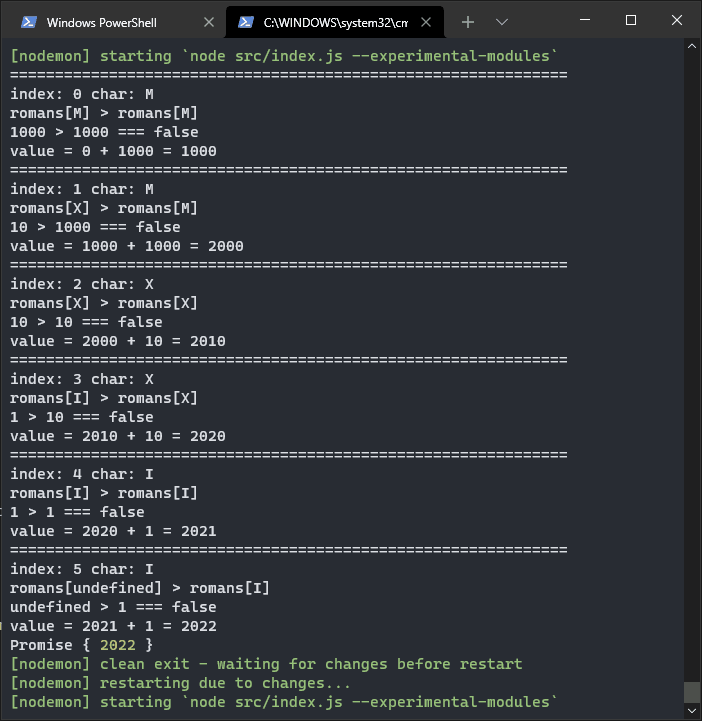 Windows PowerShell
C:\WINDOWS\system32\cm
[nodemon] starting `node src/index.js --experimental-modules`
==============================================================
index: 0 char: M
romans[M] > romans[M]
1000 > 1000 === false
value = 0 + 1000 = 1000
==============================================================
index: 1 char: M
romans[X] > romans[M]
10 > 1000 === false
value = 1000 + 1000 = 2000
==============================================================
index: 2 char: X
romans[X] > romans[X]
10 > 10 === false
value = 2000 + 10 = 2010
==============================================================
index: 3 char: X
romans[I] > romans[X]
1 > 10 === false
value = 2010 + 10 = 2020
==============================================================
index: 4 char: I
romans[I] > romans[I]
1 > 1 === false
value = 2020 + 1 = 2021
==============================================================
index: 5 char: I
romans[undefined] > romans[I]
undefined > 1 === false
value = 2021 + 1 = 2022
Promise { 2022 }
[nodemon] clean exit - waiting for changes before restart
[nodemon] restarting due to changes...
[nodemon] starting `node src/index.js --experimental-modules`